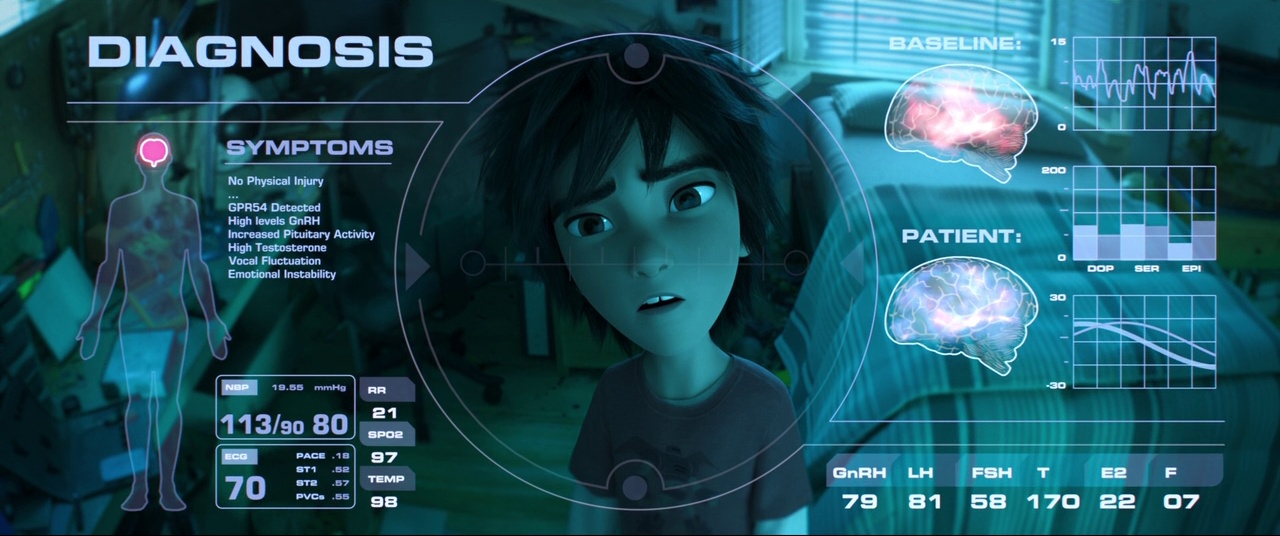 DIAGNOSIS
SYMPTOMS
No Physical Injury
...
GPR54 Detected
High levels GnRH
Increased Pituitary Activity
High Testosterone
Vocal Fluctuation
Emotional Instability
NBP 19.55 mmHg
113/90 80
ECG
70
PACE .18
ST1 .52
ST2 .57
PVCs .55
RR
21
SPO2
97
TEMP
98
BASELINE:
15
0
200
0
DOP SER EPI
PATIENT:
30
-30
GnRH LH FSH T E2 F
79 81 58 170 22 07